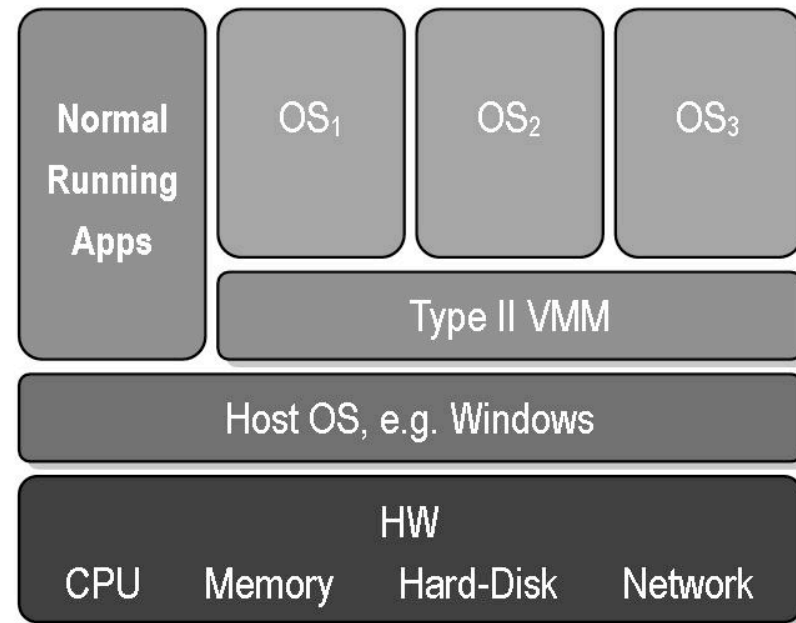 Normal
Running
Apps
OS₁
OS₂
OS₃
Type II VMM
Host OS, e.g. Windows
HW
CPU Memory Hard-Disk Network